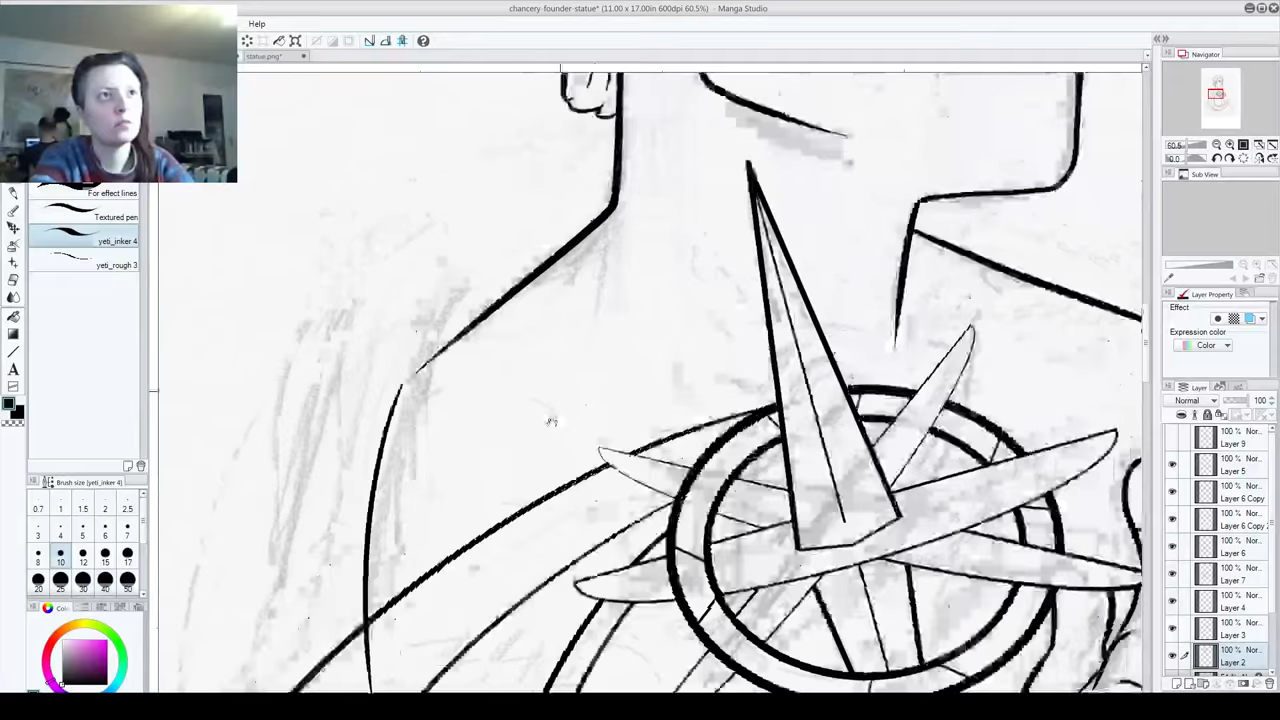 chancery-founder-statue* (11.00 x 17.00in 600dpi 60.5%) - Manga Studio
Help
statue.png*
Navigator
60.5
0.0
Sub View
For effect lines
Textured pen
yeti_inker 4
yeti_rough 3
Layer Property
Effect
Expression color
Color
Layer
Normal
100
100 % Nor...
Layer 9
100 % Nor...
Layer 5
100 % Nor...
Layer 6 Copy
100 % Nor...
Layer 6 Copy
100 % Nor...
Layer 6
100 % Nor...
Layer 7
100 % Nor...
Layer 4
100 % Nor...
Layer 3
100 % Nor...
Layer 2
Brush size [yeti_inker 4]
0.7 1 1.5 2 2.5
3 4 5 6 7
8 10 12 15 17
20 25 30 40 50